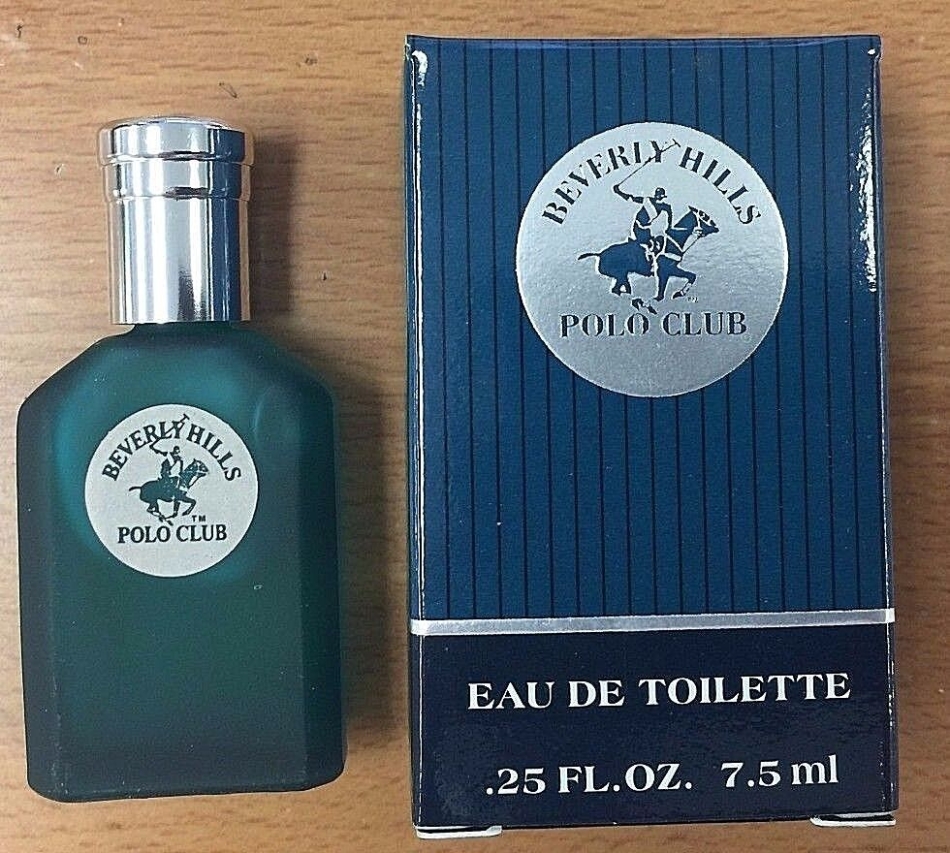 BEVERLY HILLS
TM
POLO CLUB
BEVERLY HILLS
POLO CLUB
EAU DE TOILETTE
.25 FL.OZ. 7.5 ml